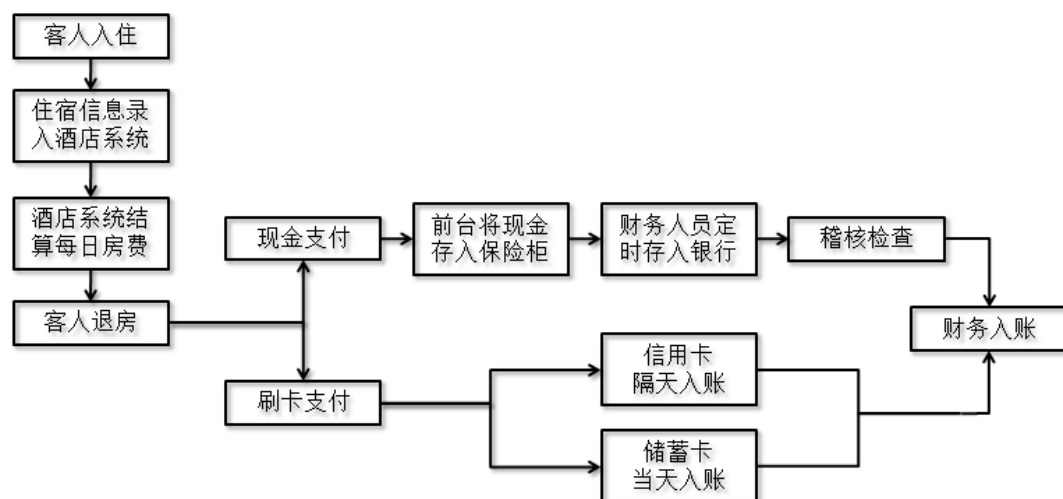 客人入住
住宿信息录
入酒店系统
酒店系统结
算每日房费
客人退房
现金支付
前台将现金
存入保险柜
财务人员定
时存入银行
稽核检查
刷卡支付
信用卡
隔天入账
储蓄卡
当天入账
财务入账